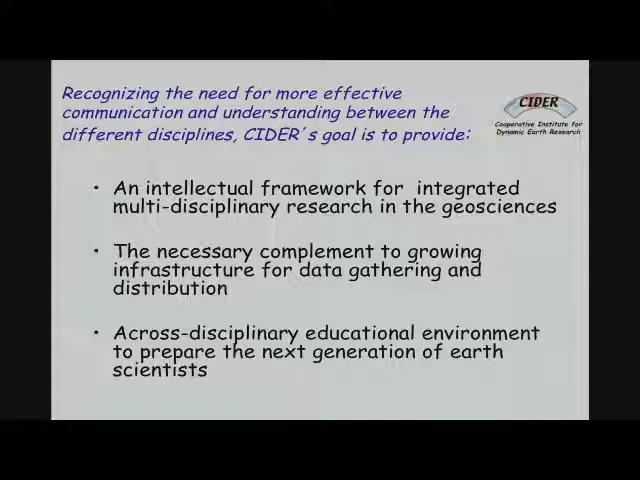 Recognizing the need for more effective
communication and understanding between the
different disciplines, CIDER´s goal is to provide:
CIDER
Cooperative Institute for
Dynamic Earth Research
• An intellectual framework for integrated
multi-disciplinary research in the geosciences
• The necessary complement to growing
infrastructure for data gathering and
distribution
• Across-disciplinary educational environment
to prepare the next generation of earth
scientists